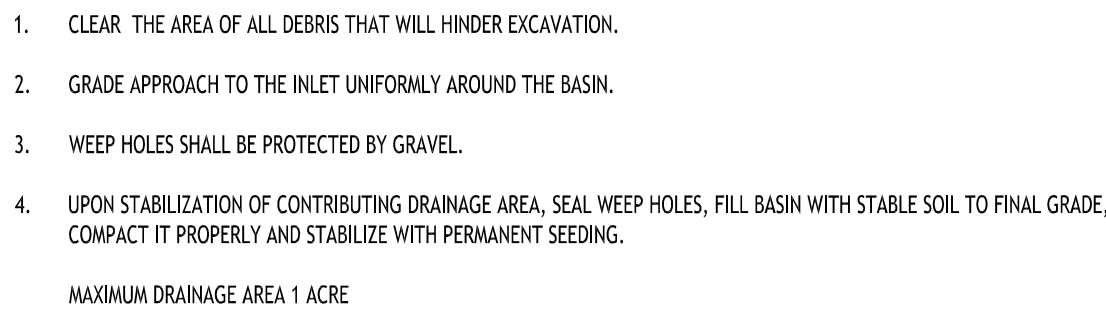 1. CLEAR THE AREA OF ALL DEBRIS THAT WILL HINDER EXCAVATION.
2. GRADE APPROACH TO THE INLET UNIFORMLY AROUND THE BASIN.
3. WEEP HOLES SHALL BE PROTECTED BY GRAVEL.
4. UPON STABILIZATION OF CONTRIBUTING DRAINAGE AREA, SEAL WEEP HOLES, FILL BASIN WITH STABLE SOIL TO FINAL GRADE,
COMPACT IT PROPERLY AND STABILIZE WITH PERMANENT SEEDING.
MAXIMUM DRAINAGE AREA 1 ACRE